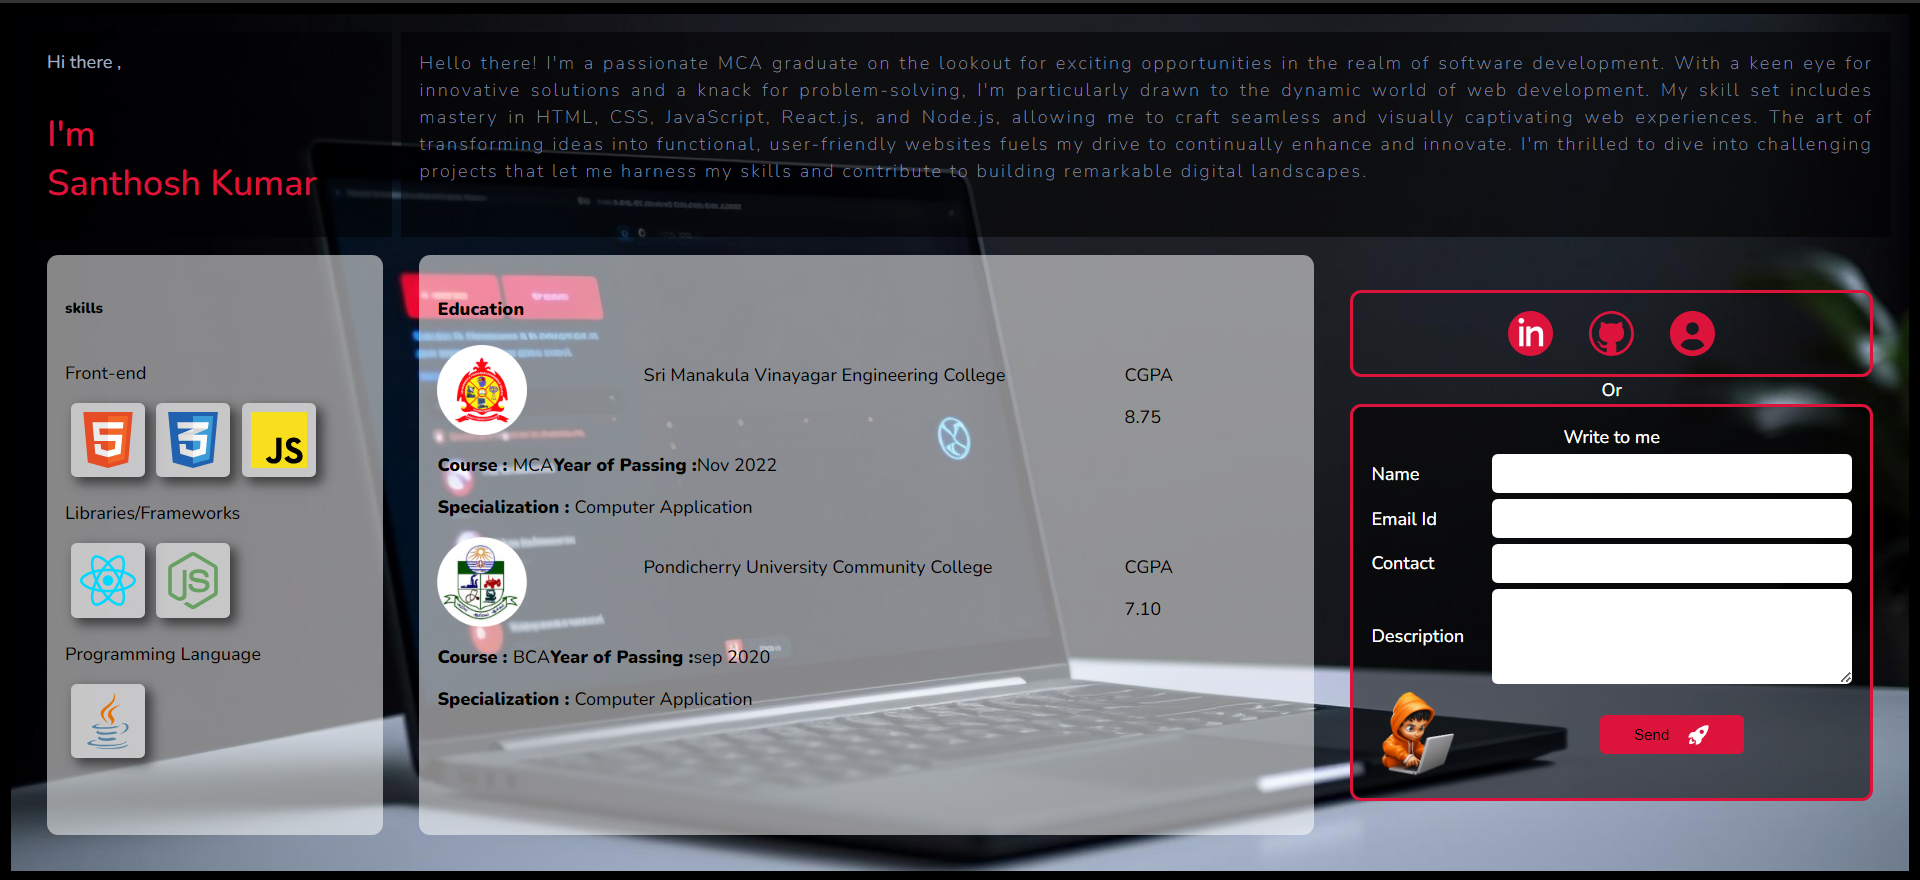 Hi there ,
I'm
Santhosh Kumar
Hello there! I'm a passionate MCA graduate on the lookout for exciting opportunities in the realm of software development. With a keen eye for
innovative solutions and a knack for problem-solving, I'm particularly drawn to the dynamic world of web development. My skill set includes
mastery in HTML, CSS, JavaScript, React.js, and Node.js, allowing me to craft seamless and visually captivating web experiences. The art of
transforming ideas into functional, user-friendly websites fuels my drive to continually enhance and innovate. I'm thrilled to dive into challenging
projects that let me harness my skills and contribute to building remarkable digital landscapes.
skills
Front-end
JS
Libraries/Frameworks
JS
Programming Language
Education
Sri Manakula Vinayagar Engineering College
CGPA
8.75
Course : MCAYear of Passing :Nov 2022
Specialization : Computer Application
Pondicherry University Community College
CGPA
7.10
Course : BCAYear of Passing :sep 2020
Specialization : Computer Application
in
Or
Write to me
Name
Email Id
Contact
Description
Send